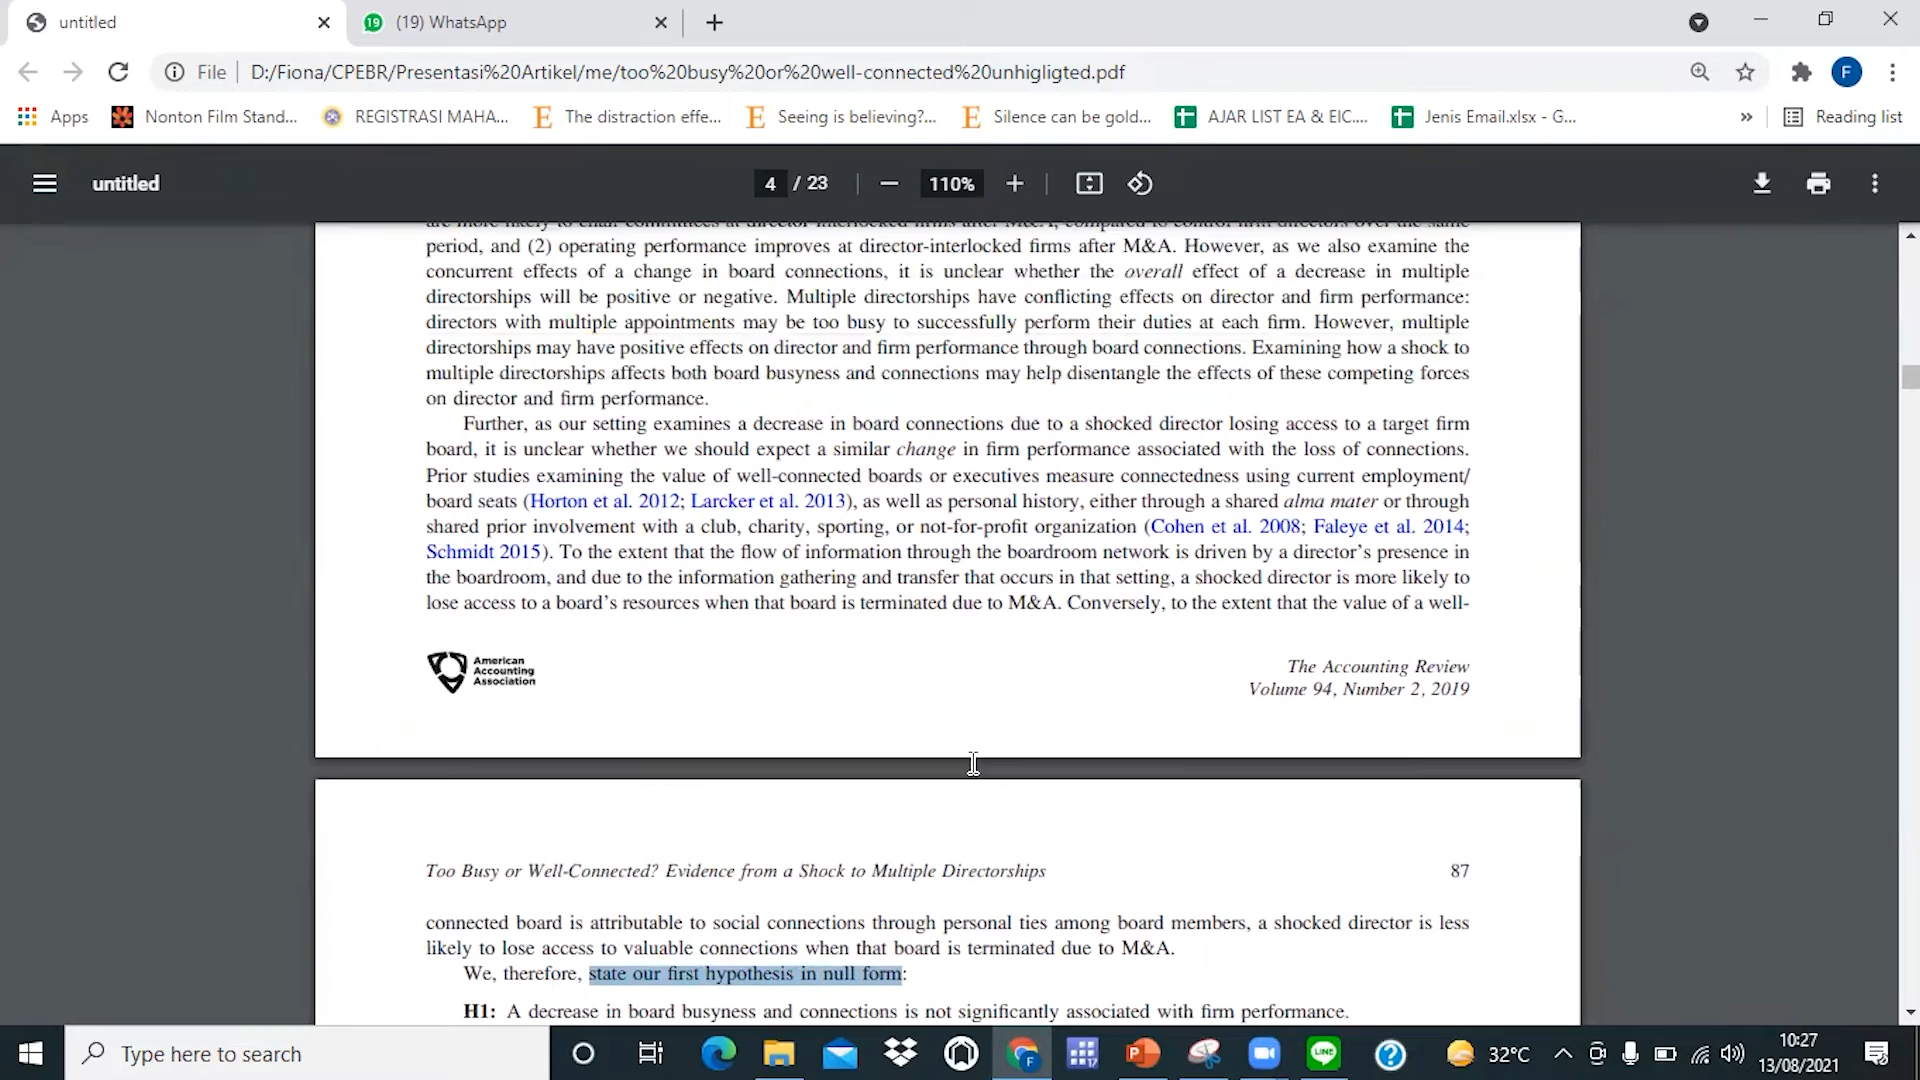 untitled
(19) WhatsApp
File
D:/Fiona/CPEBR/Presentasi%20Artikel/me/too%20busy%20or%20well-connected%20unhigligted.pdf
F
Apps
Nonton Film Stand...
REGISTRASI MAHA...
The distraction effe...
Seeing is believing?...
Silence can be gold...
AJAR LIST EA & EIC....
Jenis Email.xlsx - G...
»
Reading list
untitled
4 / 23
110%
are more likely to chair committees at director-interlocked firms after M&A, compared to control firm directors over the same
period, and (2) operating performance improves at director-interlocked firms after M&A. However, as we also examine the
concurrent effects of a change in board connections, it is unclear whether the overall effect of a decrease in multiple
directorships will be positive or negative. Multiple directorships have conflicting effects on director and firm performance:
directors with multiple appointments may be too busy to successfully perform their duties at each firm. However, multiple
directorships may have positive effects on director and firm performance through board connections. Examining how a shock to
multiple directorships affects both board busyness and connections may help disentangle the effects of these competing forces
on director and firm performance.
Further, as our setting examines a decrease in board connections due to a shocked director losing access to a target firm
board, it is unclear whether we should expect a similar change in firm performance associated with the loss of connections.
Prior studies examining the value of well-connected boards or executives measure connectedness using current employment/
board seats (Horton et al. 2012; Larcker et al. 2013), as well as personal history, either through a shared alma mater or through
shared prior involvement with a club, charity, sporting, or not-for-profit organization (Cohen et al. 2008; Faleye et al. 2014;
Schmidt 2015). To the extent that the flow of information through the boardroom network is driven by a director's presence in
the boardroom, and due to the information gathering and transfer that occurs in that setting, a shocked director is more likely to
lose access to a board's resources when that board is terminated due to M&A. Conversely, to the extent that the value of a well-
American
Accounting
Association
The Accounting Review
Volume 94, Number 2, 2019
Too Busy or Well-Connected? Evidence from a Shock to Multiple Directorships
87
connected board is attributable to social connections through personal ties among board members, a shocked director is less
likely to lose access to valuable connections when that board is terminated due to M&A.
We, therefore, state our first hypothesis in null form:
H1: A decrease in board busyness and connections is not significantly associated with firm performance.
Type here to search
32°C
10:27
13/08/2021